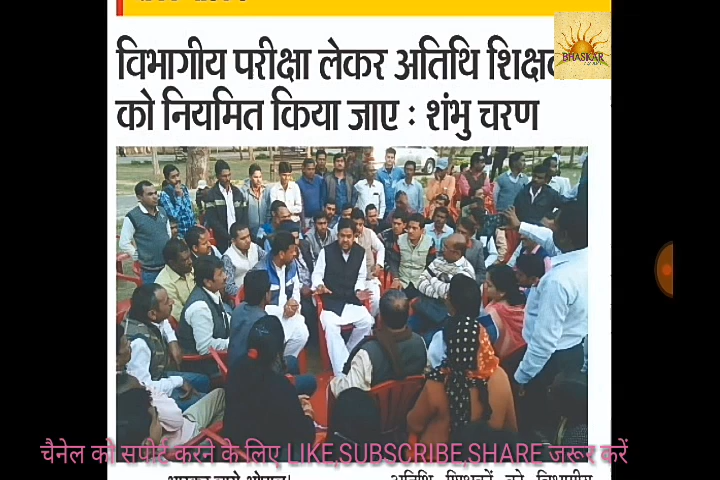 विभागीय परीक्षा लेकर अतिथि
को नियमित किया जाए : शंभु चरण
BHASKAR
चैनेल को सपोर्ट करने के लिए LIKE,SUBSCRIBE,SHARE जरूर करें